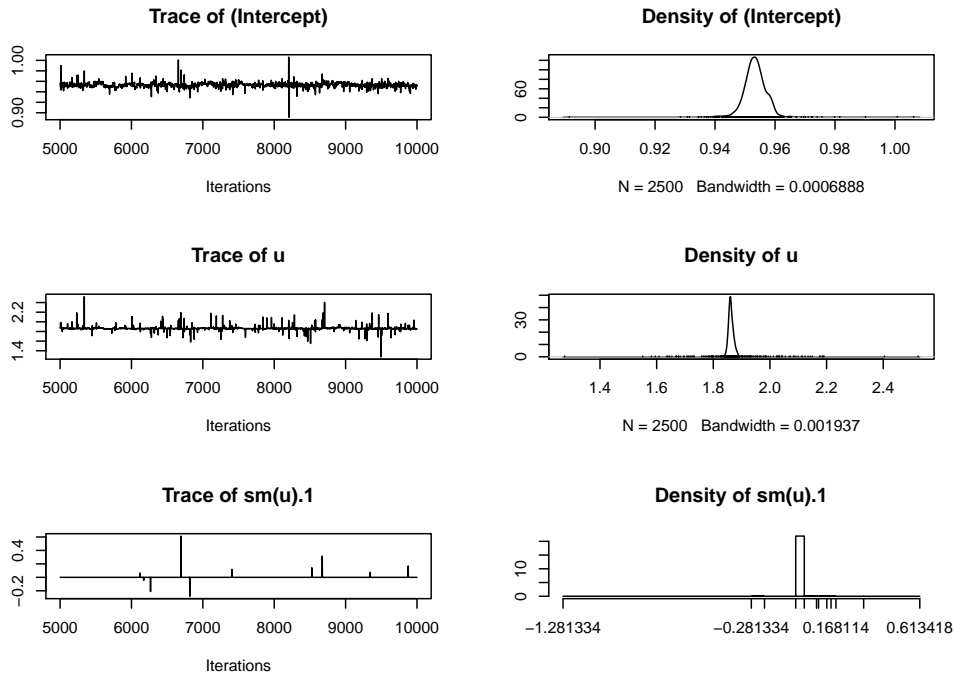 Trace of (Intercept)
1.00
0.90
5000 6000 7000 8000 9000 10000
Iterations
Density of (Intercept)
60
0
0.90 0.92 0.94 0.96 0.98 1.00
N = 2500 Bandwidth = 0.0006888
Trace of u
2.2
1.4
5000 6000 7000 8000 9000 10000
Iterations
Density of u
30
0
1.4 1.6 1.8 2.0 2.2 2.4
N = 2500 Bandwidth = 0.001937
Trace of sm(u).1
0.4
−0.2
5000 6000 7000 8000 9000 10000
Iterations
Density of sm(u).1
10
0
−1.281334 −0.281334 0.168114 0.613418